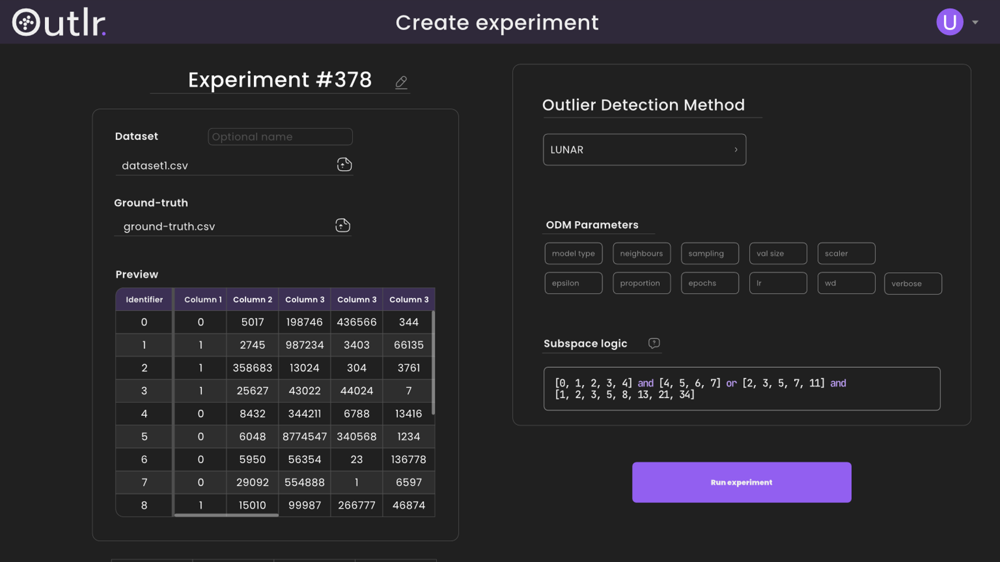 Outlr.
Create experiment
U
Experiment #378
Dataset
Optional name
dataset1.csv
Ground-truth
ground-truth.csv
Preview
Identifier Column 1 Column 2 Column 3 Column 3 Column 3
0 0 5017 198746 436566 344
1 1 2745 987234 3403 66135
2 1 358683 13024 304 3761
3 1 25627 43022 44024 7
4 0 8432 344211 6788 13416
5 0 6048 8774547 340568 1234
6 0 5950 56354 23 136778
7 0 29092 554888 1 6597
8 1 15010 99987 266777 46874
Outlier Detection Method
LUNAR
ODM Parameters
model type neighbours sampling val size scaler
epsilon proportion epochs lr wd verbose
Subspace logic
?
[0, 1, 2, 3, 4] and [4, 5, 6, 7] or [2, 3, 5, 7, 11] and
[1, 2, 3, 5, 8, 13, 21, 34]
Run experiment